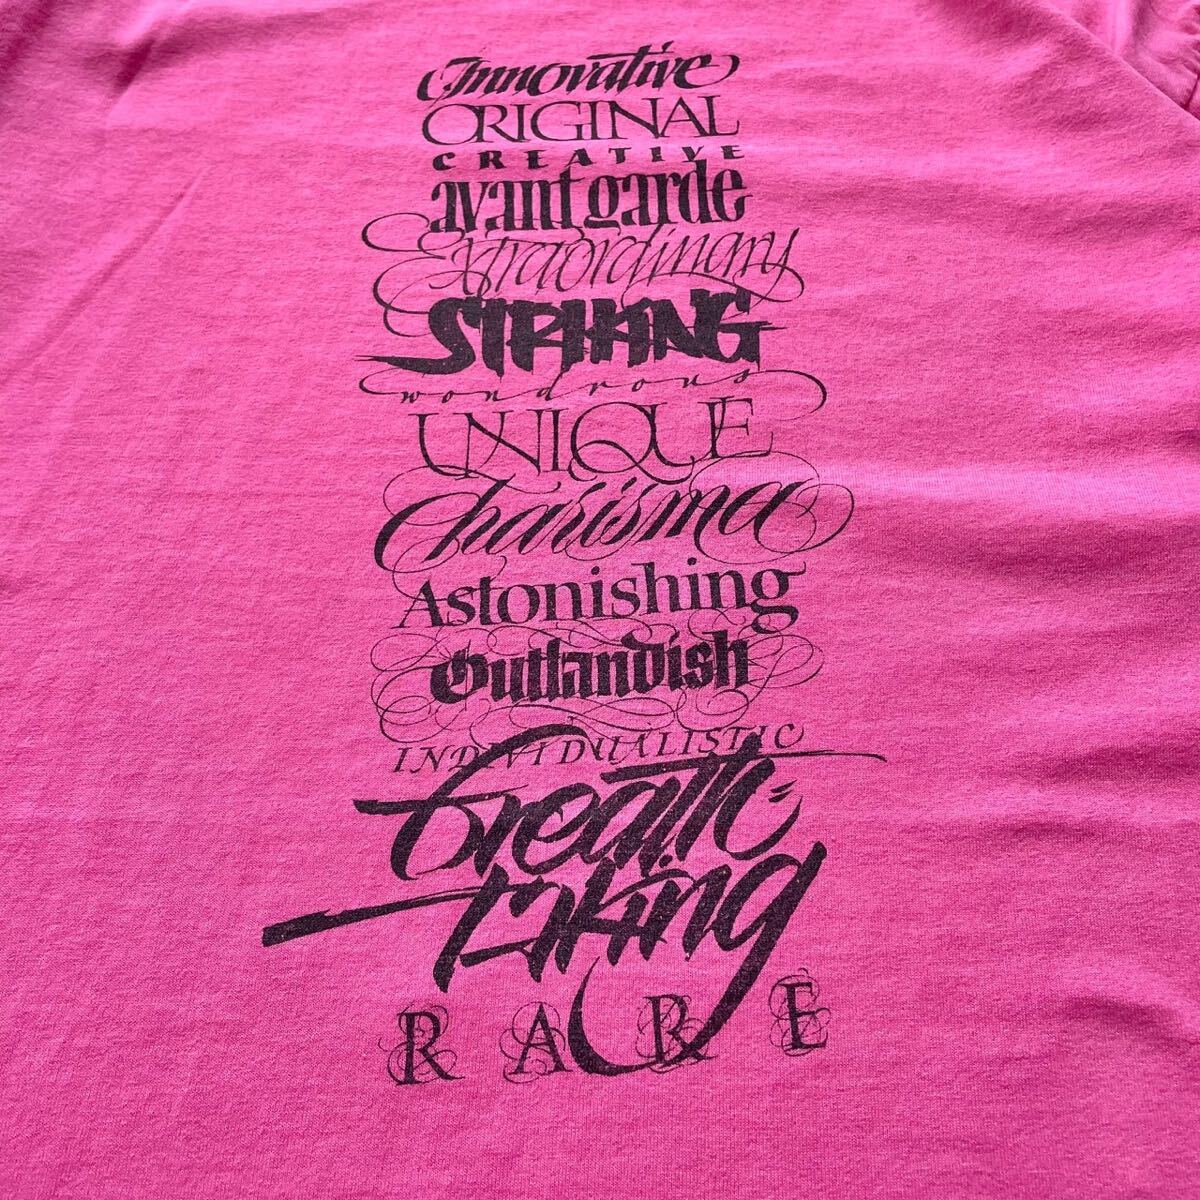 Innovative
ORIGINAL
CREATIVE
avant garde
Extraordinary
STRIKING
wondrous
UNIQUE
Charisma
Astonishing
Outlandish
INDIVIDUALISTIC
Breath=
taking
RARE